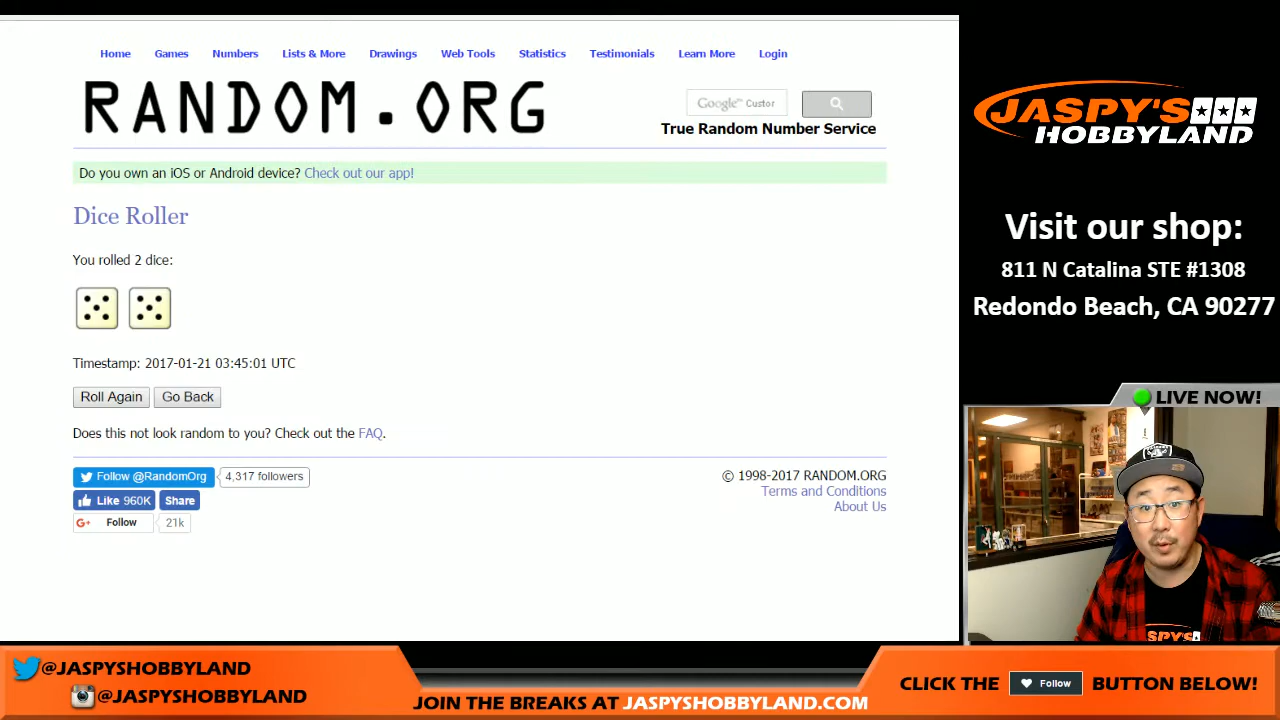 Home Games Numbers Lists & More Drawings Web Tools Statistics Testimonials Learn More Login
RANDOM.ORG
Google™ Custor
True Random Number Service
Do you own an iOS or Android device? Check out our app!
Dice Roller
You rolled 2 dice:
Timestamp: 2017-01-21 03:45:01 UTC
Roll Again Go Back
Does this not look random to you? Check out the FAQ.
Follow @RandomOrg 4,317 followers
Like 960K Share
G+ Follow 21k
© 1998-2017 RANDOM.ORG
Terms and Conditions
About Us
JASPY'S
HOBBYLAND
Visit our shop:
811 N Catalina STE #1308
Redondo Beach, CA 90277
LIVE NOW!
@JASPYSHOBBYLAND
@JASPYSHOBBYLAND
JOIN THE BREAKS AT JASPYSHOBBYLAND.COM
CLICK THE Follow BUTTON BELOW!